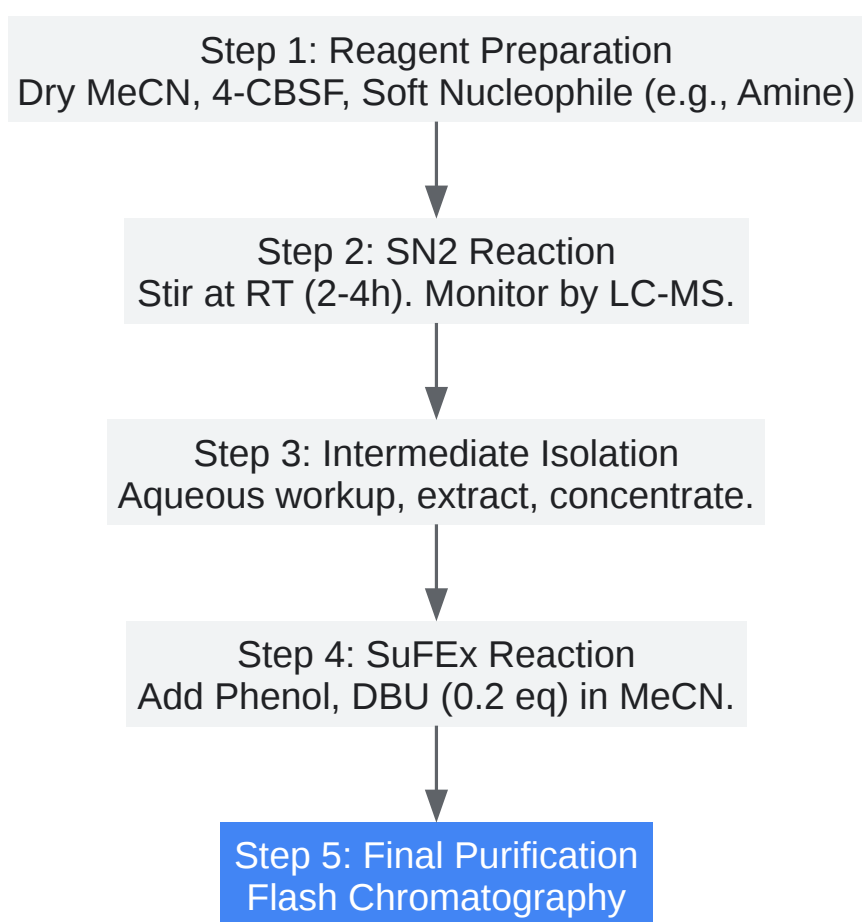 Step 1: Reagent Preparation
Dry MeCN, 4-CBSF, Soft Nucleophile (e.g., Amine)
Step 2: SN2 Reaction
Stir at RT (2-4h). Monitor by LC-MS.
Step 3: Intermediate Isolation
Aqueous workup, extract, concentrate.
Step 4: SuFEx Reaction
Add Phenol, DBU (0.2 eq) in MeCN.
Step 5: Final Purification
Flash Chromatography